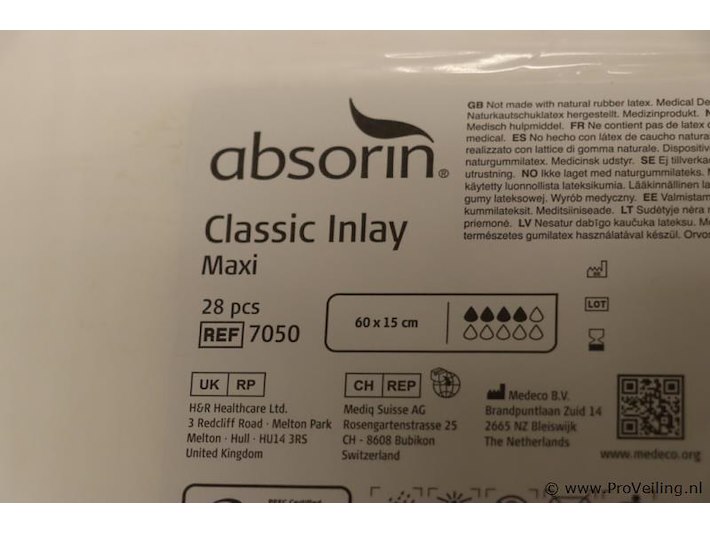 absorin®
Classic Inlay
Maxi
28 pcs
REF 7050
60 x 15 cm
GB Not made with natural rubber latex. Medical De
Naturkautschuklatex hergestellt. Medizinprodukt. N
Medisch hulpmiddel. FR Ne contient pas de latex d
medical. ES No hecho con látex de caucho natura
realizzato con lattice di gomma naturale. Dispositiv
naturgummilatex. Medicinsk udstyr. SE Ej tillverka
utrustning. NO Ikke laget med naturgummilateks. M
käytetty luonnollista lateksikumia. Lääkinnällinen la
gumy lateksowej. Wyrób medyczny. EE Valmistam
kummilateksit. Meditsiiniseade. LT Sudėtyje nėra n
priemonė. LV Nesatur dabīgo kaučuka lateksu. M
természetes gumilatex használatával készül. Orvo
LOT
UK RP
H&R Healthcare Ltd.
3 Redcliff Road · Melton Park
Melton · Hull · HU14 3RS
United Kingdom
CH REP
Mediq Suisse AG
Rosengartenstrasse 25
CH - 8608 Bubikon
Switzerland
Medeco B.V.
Brandpuntlaan Zuid 14
2665 NZ Bleiswijk
The Netherlands
www.medeco.org
© www.ProVeiling.nl